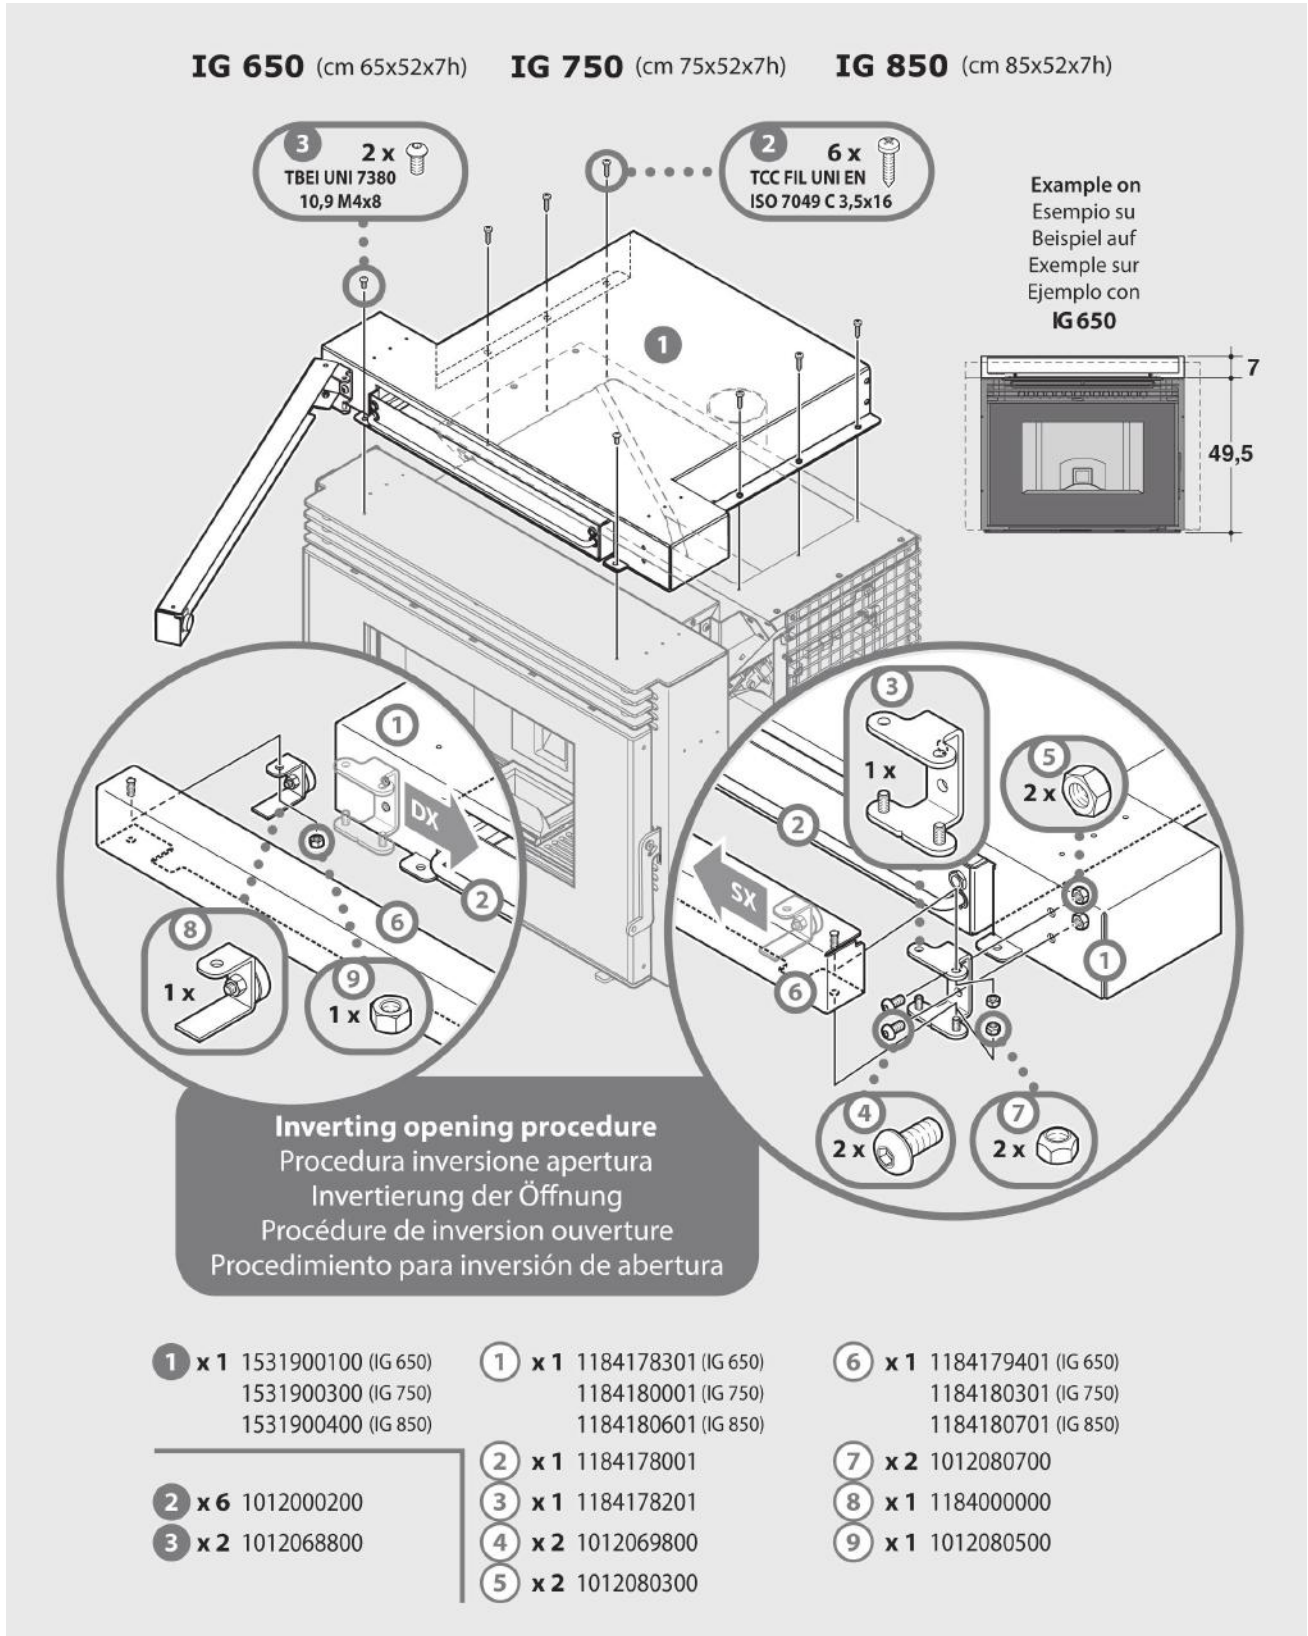 IG 650 (cm 65x52x7h) IG 750 (cm 75x52x7h) IG 850 (cm 85x52x7h)
3 2 x
TBEI UNI 7380
10,9 M4x8
2 6 x
TCC FIL UNI EN
ISO 7049 C 3,5x16
Example on
Esempio su
Beispiel auf
Exemple sur
Ejemplo con
IG 650
7
49,5
1
1
DX
2
6
8
1 x
9
1 x
3
1 x
5
2 x
2
SX
6
1
4
2 x
7
2 x
Inverting opening procedure
Procedura inversione apertura
Invertierung der Öffnung
Procédure de inversion ouverture
Procedimiento para inversión de abertura
1 x 1 1531900100 (IG 650)
1531900300 (IG 750)
1531900400 (IG 850)
2 x 6 1012000200
3 x 2 1012068800
1 x 1 1184178301 (IG 650)
1184180001 (IG 750)
1184180601 (IG 850)
2 x 1 1184178001
3 x 1 1184178201
4 x 2 1012069800
5 x 2 1012080300
6 x 1 1184179401 (IG 650)
1184180301 (IG 750)
1184180701 (IG 850)
7 x 2 1012080700
8 x 1 1184000000
9 x 1 1012080500